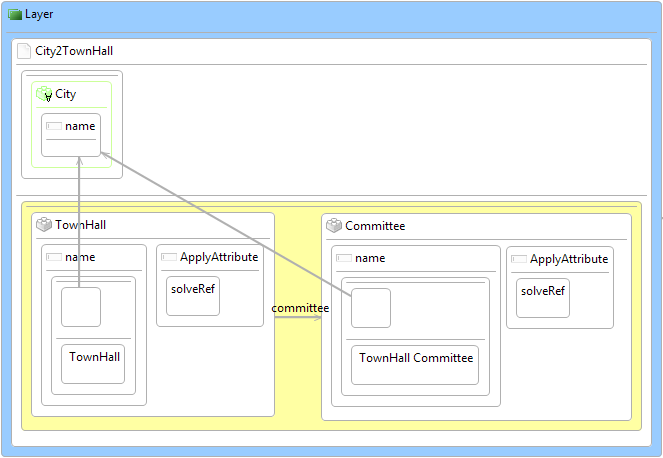 Layer
City2TownHall
City
name
TownHall
name
ApplyAttribute
solveRef
TownHall
committee
Committee
name
ApplyAttribute
solveRef
TownHall Committee